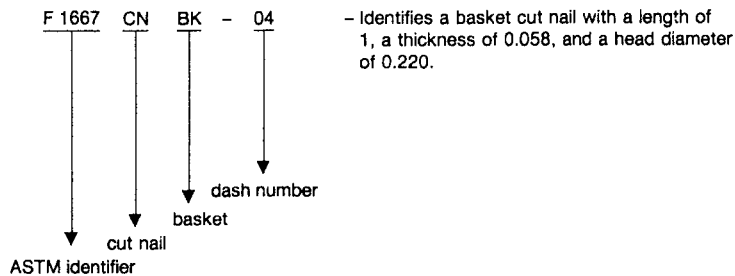 F 1667 CN BK - 04
– Identifies a basket cut nail with a length of
1, a thickness of 0.058, and a head diameter
of 0.220.
dash number
basket
cut nail
ASTM identifier